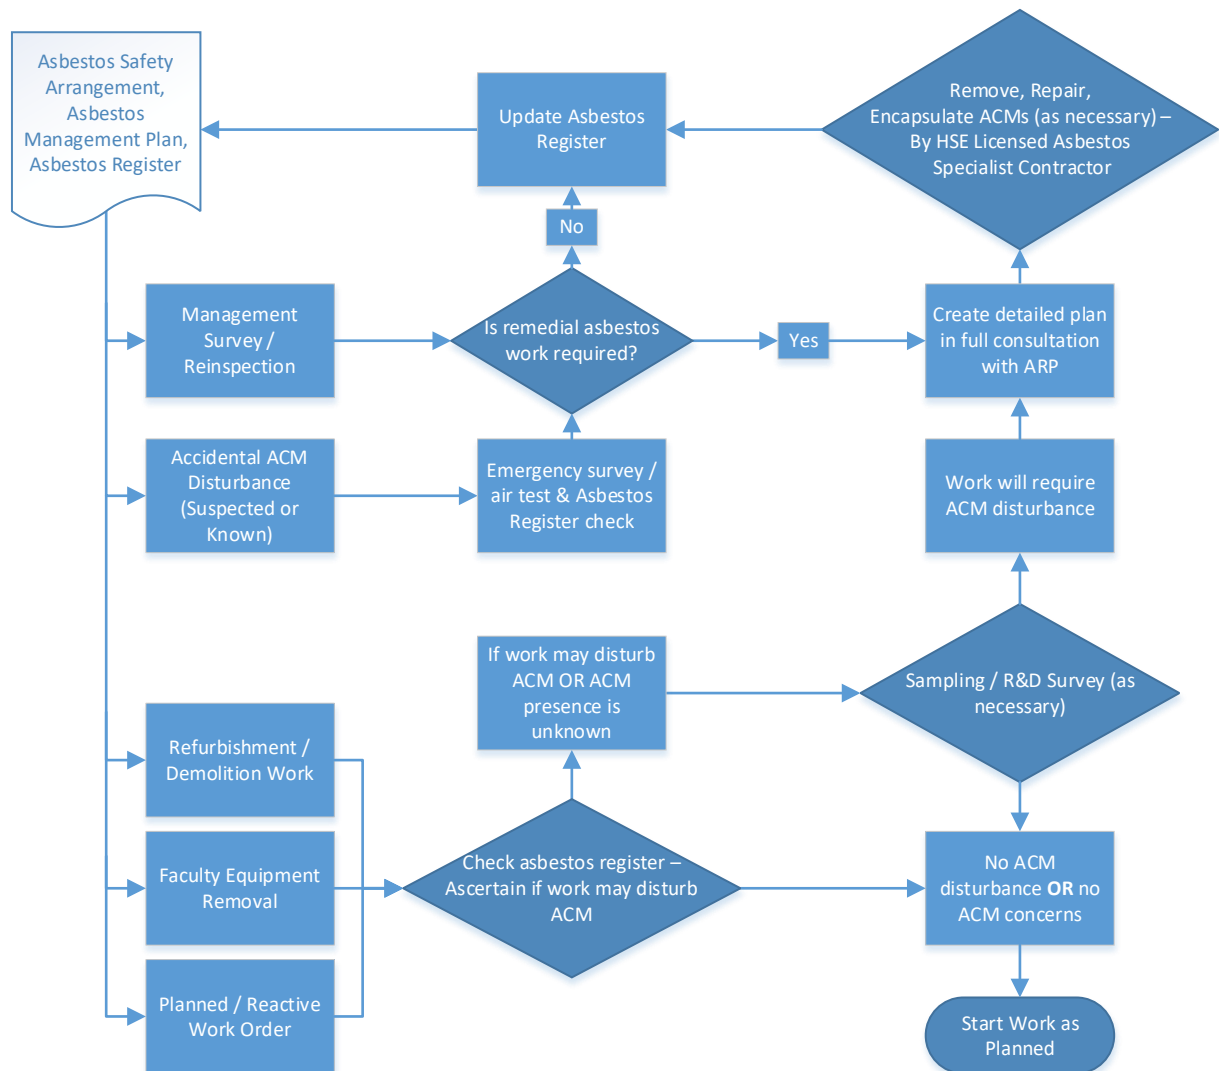 Asbestos Safety
Arrangement,
Asbestos
Management Plan,
Asbestos Register
Update Asbestos
Register
Remove, Repair,
Encapsulate ACMs (as necessary) –
By HSE Licensed Asbestos
Specialist Contractor
No
Management
Survey /
Reinspection
Is remedial asbestos
work required?
Yes
Create detailed plan
in full consultation
with ARP
Accidental ACM
Disturbance
(Suspected or
Known)
Emergency survey /
air test & Asbestos
Register check
Work will require
ACM disturbance
If work may disturb
ACM OR ACM
presence is
unknown
Sampling / R&D Survey (as
necessary)
Refurbishment /
Demolition Work
Faculty Equipment
Removal
Check asbestos register –
Ascertain if work may disturb
ACM
No ACM
disturbance OR no
ACM concerns
Planned / Reactive
Work Order
Start Work as
Planned